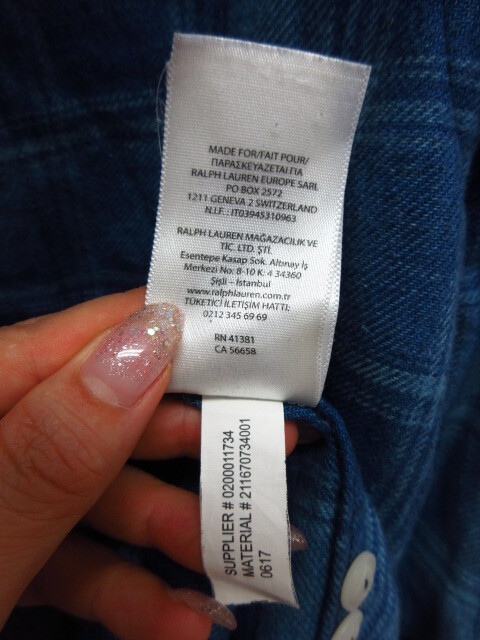 MADE FOR/FAIT POUR/
ΠΑΡΑΣΚΕΥΑΖΕΤΑΙ ΓΙΑ
RALPH LAUREN EUROPE SARL
PO BOX 2572
1211 GENEVA 2 SWITZERLAND
N.I.F.: IT03945310963
RALPH LAUREN MAĞAZACILIK VE
TİC. LTD. ŞTİ.
Esentepe Kasap Sok. Altınay İş
Merkezi No: 8-10 K: 4 34360
Şişli – İstanbul
www.ralphlauren.com.tr
TÜKETİCİ İLETİŞİM HATTI:
0212 345 69 69
RN 41381
CA 56658
SUPPLIER # 0200011734
MATERIAL # 211670734001
0617